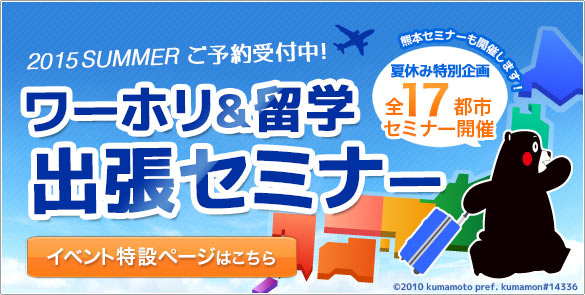 2015 SUMMER ご予約受付中!
熊本セミナーも開催します!
夏休み特別企画
全17都市
セミナー開催
ワーホリ&留学
出張セミナー
イベント特設ページはこちら
©2010 kumamoto pref. kumamon#14336